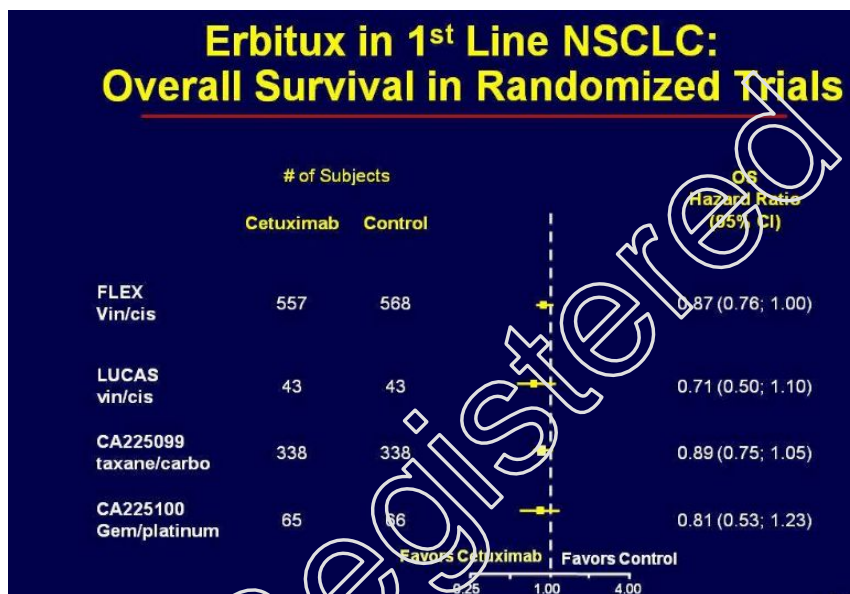 Erbitux in 1st Line NSCLC:
Overall Survival in Randomized Trials
# of Subjects
OS
Hazard Ratio
(95% CI)
Cetuximab Control
FLEX
Vin/cis
557 568 0.87 (0.76; 1.00)
LUCAS
vin/cis
43 43 0.71 (0.50; 1.10)
CA225099
taxane/carbo
338 338 0.89 (0.75; 1.05)
CA225100
Gem/platinum
65 66 0.81 (0.53; 1.23)
Favors Cetuximab Favors Control
0.25 1.00 4.00
egistered